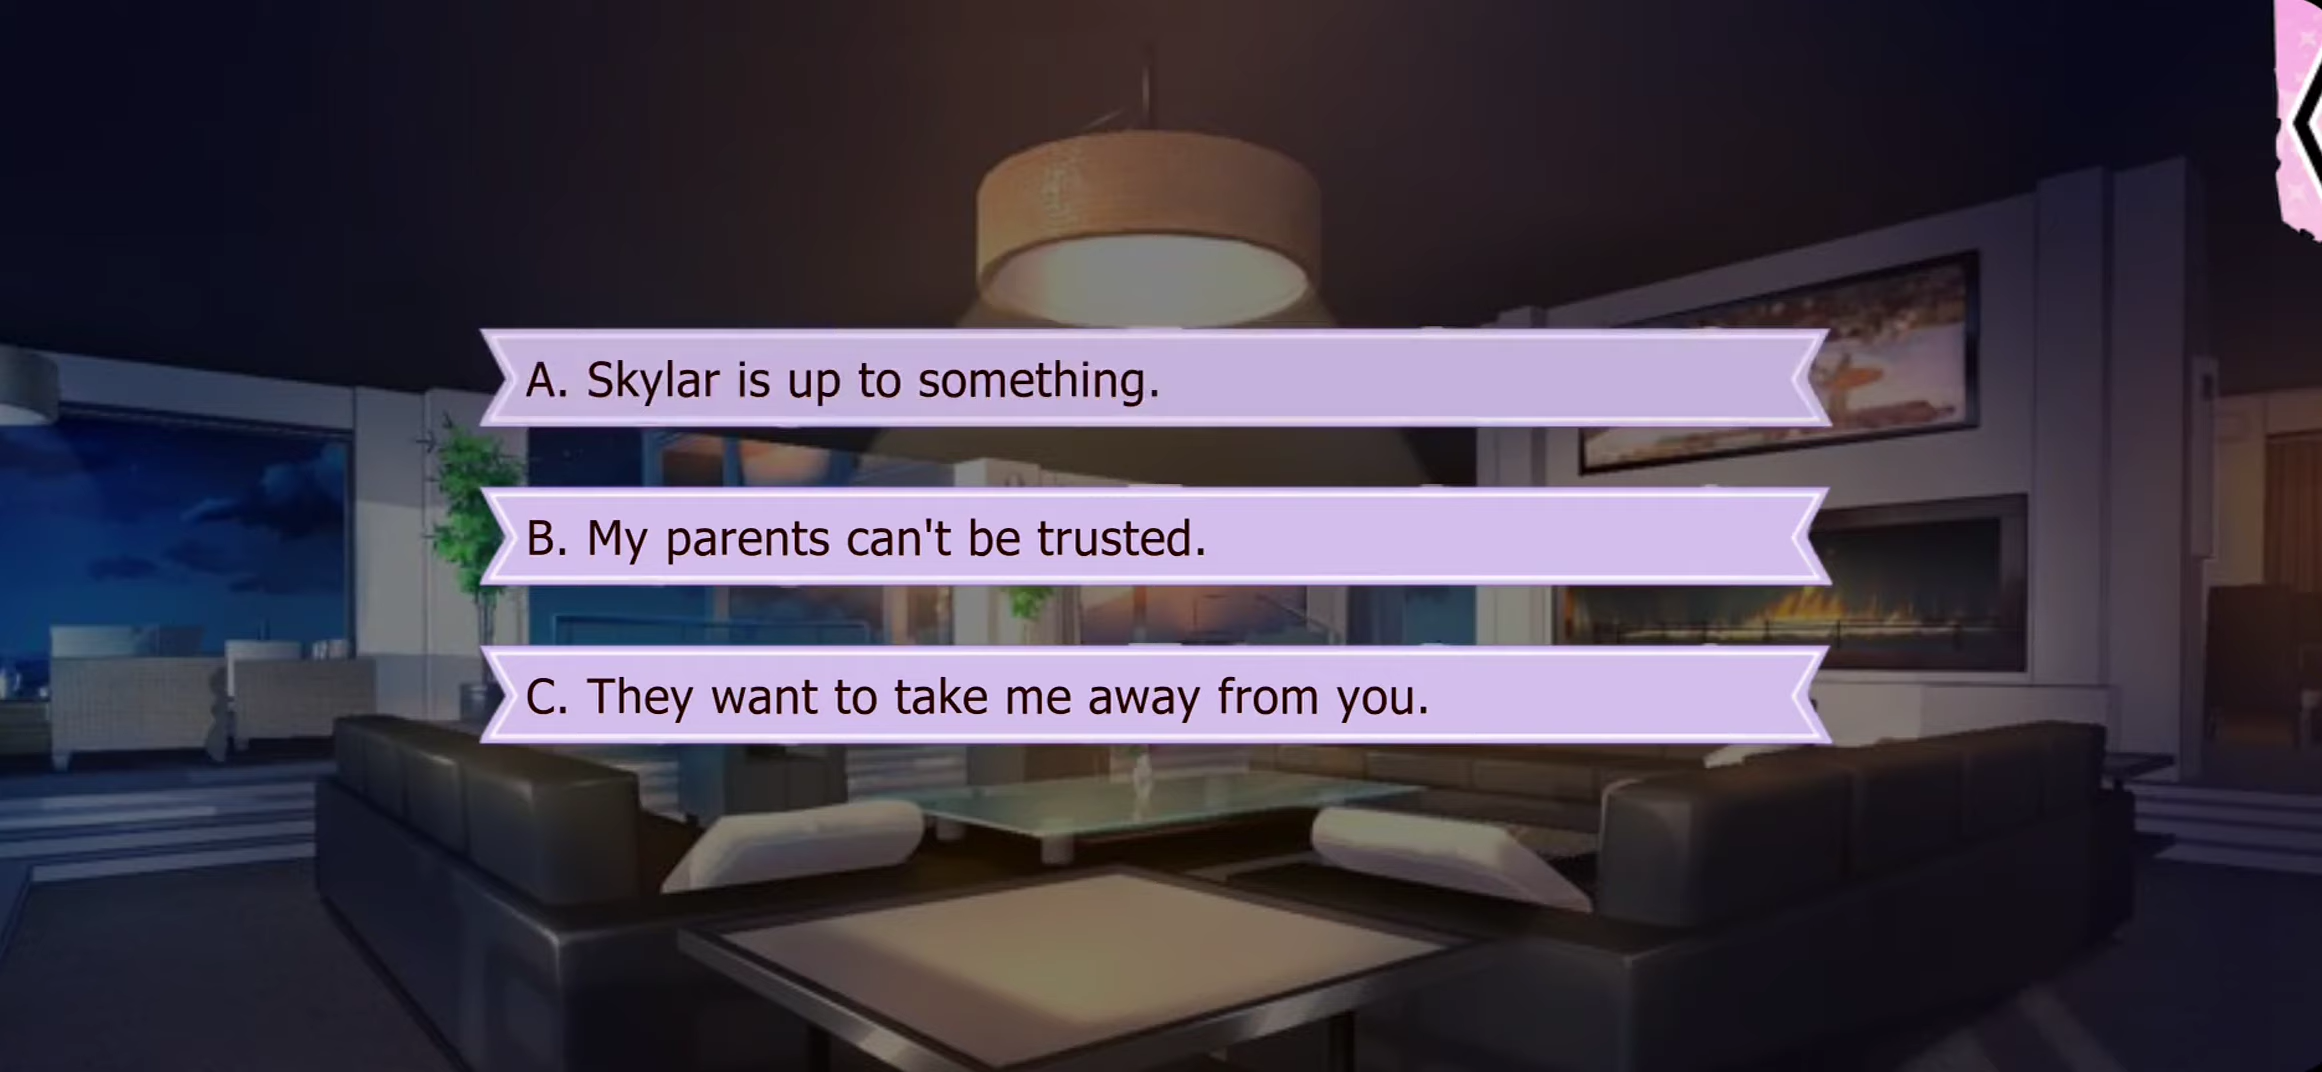 A. Skylar is up to something.
B. My parents can't be trusted.
C. They want to take me away from you.